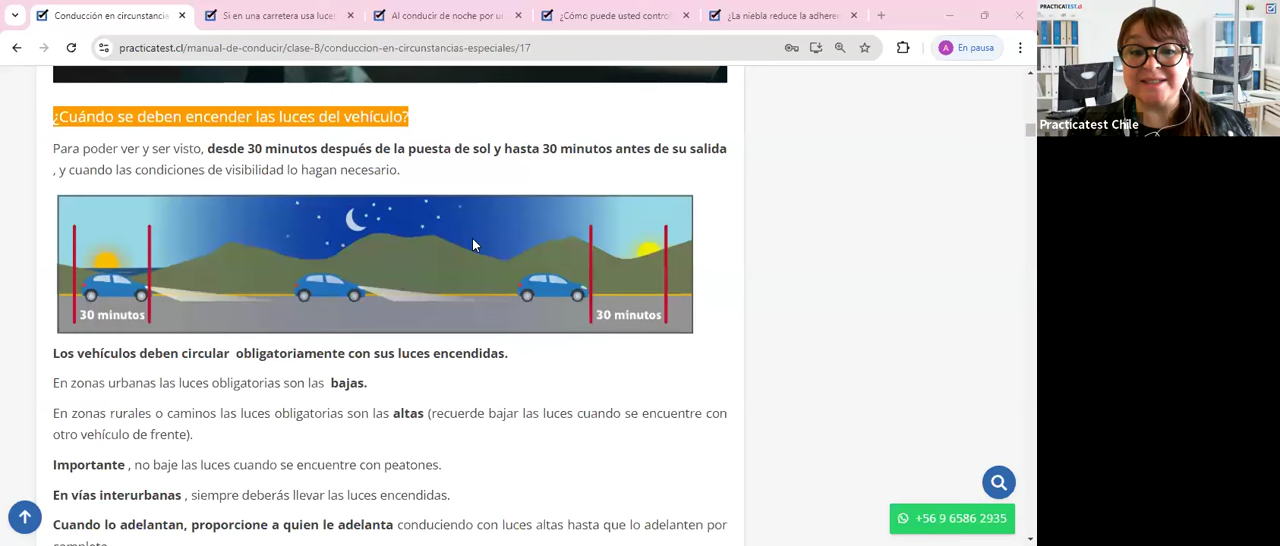 Conducción en circunstancias
Si en una carretera usa luces
Al conducir de noche por un
¿Cómo puede usted control
¿La niebla reduce la adheren
practicatest.cl/manual-de-conducir/clase-B/conduccion-en-circunstancias-especiales/17
A
En pausa
PRACTICATEST.cl
Practicatest Chile
¿Cuándo se deben encender las luces del vehículo?
Para poder ver y ser visto, desde 30 minutos después de la puesta de sol y hasta 30 minutos antes de su salida
, y cuando las condiciones de visibilidad lo hagan necesario.
30 minutos
30 minutos
Los vehículos deben circular obligatoriamente con sus luces encendidas.
En zonas urbanas las luces obligatorias son las bajas.
En zonas rurales o caminos las luces obligatorias son las altas (recuerde bajar las luces cuando se encuentre con
otro vehículo de frente).
Importante , no baje las luces cuando se encuentre con peatones.
En vías interurbanas , siempre deberás llevar las luces encendidas.
Cuando lo adelantan, proporcione a quien le adelanta conduciendo con luces altas hasta que lo adelanten por
completo.
+56 9 6586 2935